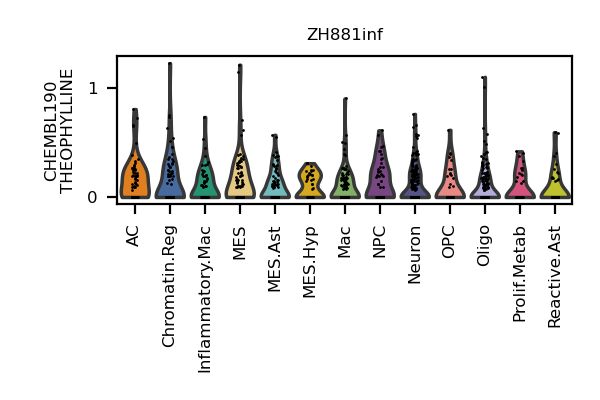 ZH881inf
CHEMBL190
THEOPHYLLINE
1
0
AC
Chromatin.Reg
Inflammatory.Mac
MES
MES.Ast
MES.Hyp
Mac
NPC
Neuron
OPC
Oligo
Prolif.Metab
Reactive.Ast